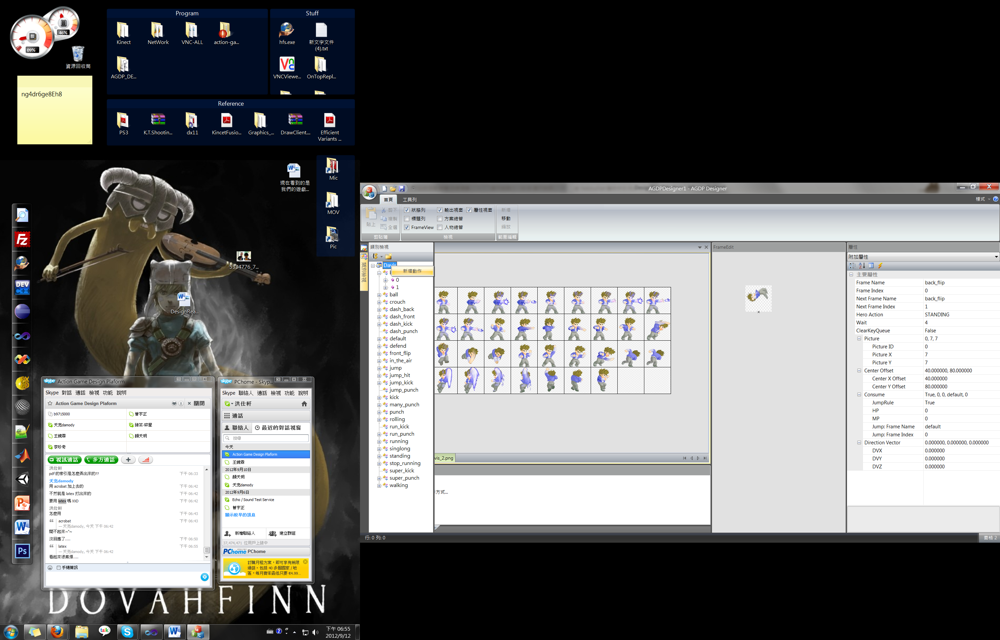 46%
09%
資源回收筒
ng4dr6ge8Eh8
Program
Kinect
NetWork
VNC-ALL
action-ga...
AGDP_DE...
Stuff
hfs.exe
新文字文件
(4).txt
VNCViewe...
OnTopRepl...
Reference
PS3
K.T.Shootin...
dx11
KincetFusio...
Graphics_...
DrawClient....
Efficient
Variants ...
現在看到的是
我們的遊戲...
Mic
MOV
Pic
5334776_7...
DesignRea...
Fz
DEV
C++
FX
ED
Ps
skype Action Game Design Plaform
Skype 對話 通話 檢視 功能 說明
Action Game Design Plaform
關閉
b9715000
曾宇正
天亮damody
綠茶-碎星
王鏡霖
顏天明
李珍奇
視訊通話
多方通話
洪仕軒
pdf 的索引是怎麼弄出來的??
下午 06:33
天亮damody
用 acrobat 加上去的
下午 06:42
不然就是 latex 打出來的
下午 06:42
要用 latex 嗎 XXD
下午 06:42
洪仕軒
怎麼用
下午 06:43
acrobat
下午 06:43
— 天亮damody, 今天 下午 06:42
開不起來~"~
沒回應了....
下午 06:50
latex
下午 06:55
— 天亮damody, 今天 下午 06:42
看起來很麻煩....
手機簡訊
skype PChome - Skyp...
Skype 聯絡人 通話 檢視 功能 說明
洪仕軒
通話
聯絡人
最近的對話視窗
搜尋
今天
Action Game Design Plaform
王鏡霖
2012年9月10日
顏天明
天亮damody
2012年9月6日
Echo / Sound Test Service
曾宇正
顯示較早的訊息
新增聯絡人
建立群組
37,474,471 位用戶上線中
PChome ONLINE PChome
訂購月租方案，即可享有無限
通話。包括 40 多個國家 / 地
區，每月費率最低只要 €4.99...
DOVAHFINN
talk
下午 06:55
2012/9/12
AGDPDesigner1 - AGDP Designer
首頁
工具列
樣式
貼上
剪下
複製
全選
剪貼簿
狀態列
標題列
FrameView
輸出視窗
方案總管
人物總管
屬性視窗
檢視
新增
移動
縮放
範圍編輯
類別檢視
類別檢視
Davis
新增動作
0
1
ball
crouch
dash_back
dash_front
dash_kick
dash_punch
default
defend
front_flip
in_the_air
jump
jump_hit
jump_kick
jump_punch
kick
many_punch
punch
rolling
run_kick
run_punch
running
singlong
standing
stop_running
super_kick
super_punch
walking
vis_2.png
方式...
行: 0 列: 0
FrameEdit
屬性
附加屬性
主要屬性
Frame Name back_flip
Frame Index 0
Next Frame Name back_flip
Next Frame Index 1
Hero Action STANDING
Wait 4
ClearKeyQueue False
Picture 0, 7, 7
Picture ID 0
Picture X 7
Picture Y 7
Center Offset 40.000000, 80.000000
Center X Offset 40.000000
Center Y Offset 80.000000
Consume True, 0, 0, default, 0
JumpRule True
HP 0
MP 0
Jump: Frame Name default
Jump: Frame Index 0
Direction Vector 0.000000, 0.000000, 0.000000
DVX 0.000000
DVY 0.000000
DVZ 0.000000
窗格 2